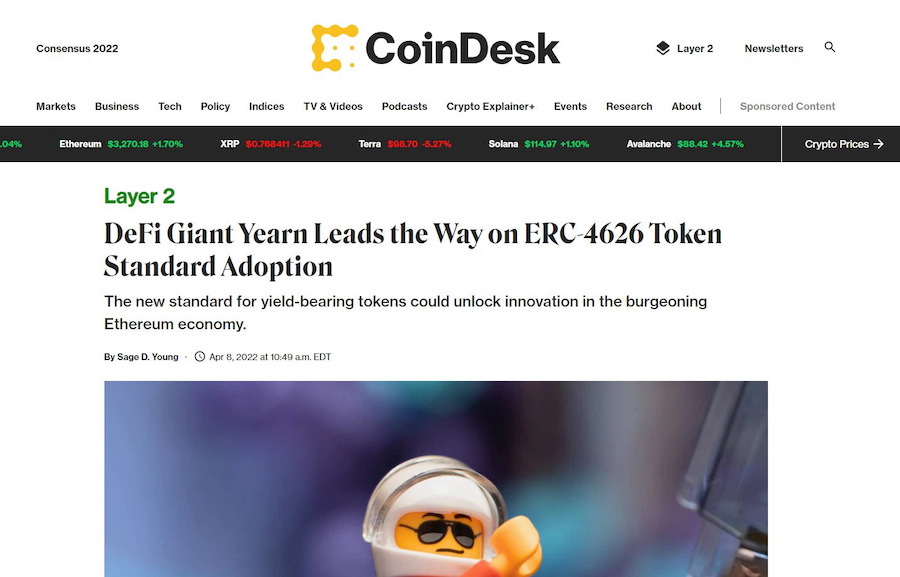 Consensus 2022
CoinDesk
Layer 2
Newsletters
Markets Business Tech Policy Indices TV & Videos Podcasts Crypto Explainer+ Events Research About Sponsored Content
.04% Ethereum $3,270.18 +1.70% XRP $0.768411 -1.29% Terra $98.70 -5.27% Solana $114.97 +1.10% Avalanche $88.42 +4.57% Crypto Prices →
Layer 2
DeFi Giant Yearn Leads the Way on ERC-4626 Token
Standard Adoption
The new standard for yield-bearing tokens could unlock innovation in the burgeoning
Ethereum economy.
By Sage D. Young · Apr 8, 2022 at 10:49 a.m. EDT